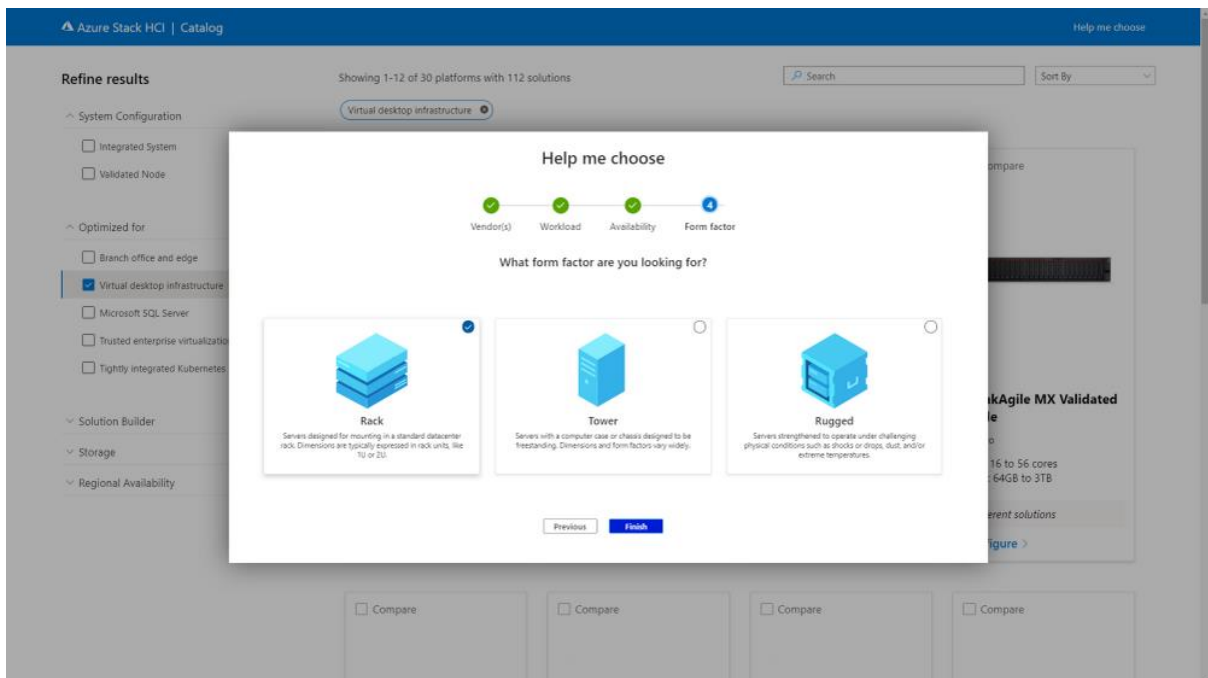 Azure Stack HCI | Catalog
Help me choose
Refine results
Showing 1-12 of 30 platforms with 112 solutions
Search
Sort By
Virtual desktop infrastructure
System Configuration
Integrated System
Validated Node
Optimized for
Branch office and edge
Virtual desktop infrastructure
Microsoft SQL Server
Trusted enterprise virtualizatio
Tightly integrated Kubernetes
Solution Builder
Storage
Regional Availability
Help me choose
4
Vendor(s)
Workload
Availability
Form factor
What form factor are you looking for?
Rack
Servers designed for mounting in a standard datacenter
rack. Dimensions are typically expressed in rack units, like
1U or 2U.
Tower
Servers with a computer case or chassis designed to be
freestanding. Dimensions and form factors vary widely.
Rugged
Servers strengthened to operate under challenging
physical conditions such as shocks or drops, dust, and/or
extreme temperatures.
Previous
Finish
ompare
kAgile MX Validated
le
o
16 to 56 cores
: 64GB to 3TB
erent solutions
igure >
Compare
Compare
Compare
Compare